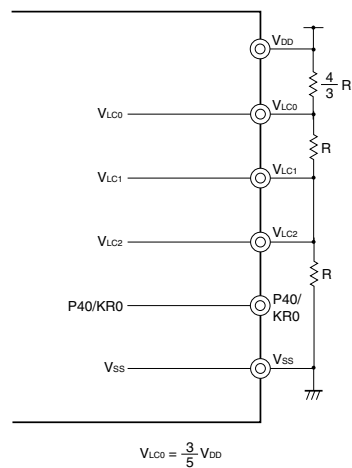 VDD
4/3 R
VLC0 VLC0
R
VLC1 VLC1
VLC2 VLC2
R
P40/KR0 P40/
KR0
VSS VSS
VLC0 = 3/5 VDD